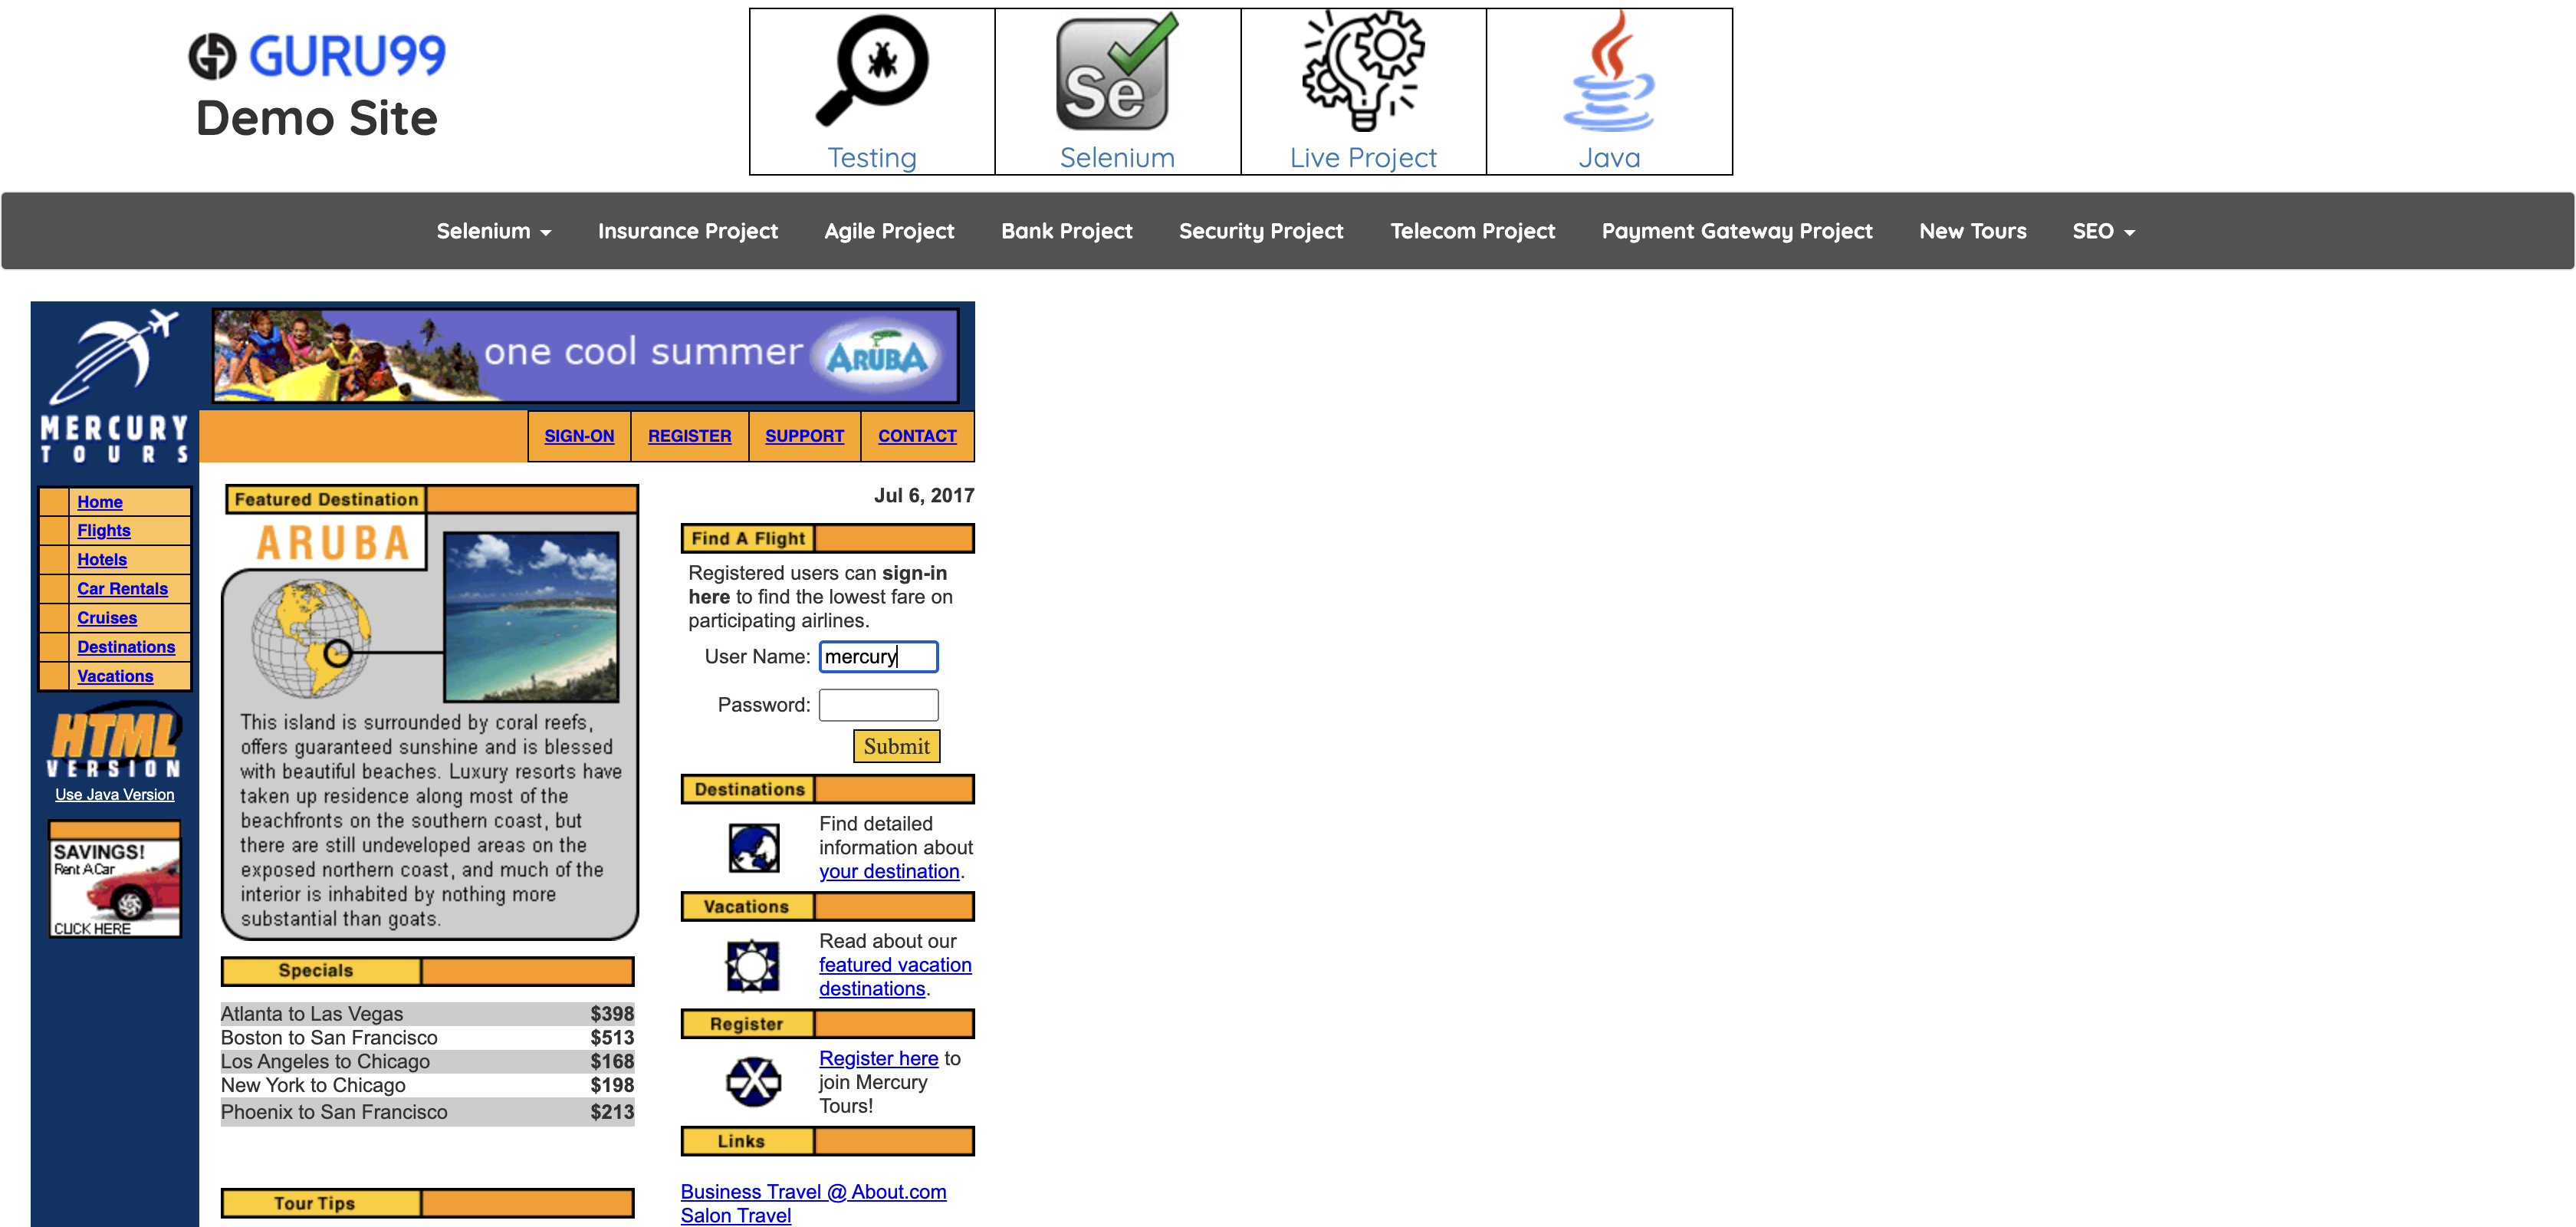 GURU99
Demo Site
Testing
Selenium
Live Project
Java
Selenium
Insurance Project
Agile Project
Bank Project
Security Project
Telecom Project
Payment Gateway Project
New Tours
SEO
one cool summer
ARUBA
MERCURY
TOURS
SIGN-ON
REGISTER
SUPPORT
CONTACT
Home
Flights
Hotels
Car Rentals
Cruises
Destinations
Vacations
HTML
VERSION
Use Java Version
SAVINGS!
Rent A Car
CLICK HERE
Featured Destination
ARUBA
This island is surrounded by coral reefs,
offers guaranteed sunshine and is blessed
with beautiful beaches. Luxury resorts have
taken up residence along most of the
beachfronts on the southern coast, but
there are still undeveloped areas on the
exposed northern coast, and much of the
interior is inhabited by nothing more
substantial than goats.
Specials
Atlanta to Las Vegas $398
Boston to San Francisco $513
Los Angeles to Chicago $168
New York to Chicago $198
Phoenix to San Francisco $213
Tour Tips
Jul 6, 2017
Find A Flight
Registered users can sign-in
here to find the lowest fare on
participating airlines.
User Name: mercury
Password:
Submit
Destinations
Find detailed
information about
your destination.
Vacations
Read about our
featured vacation
destinations.
Register
Register here to
join Mercury
Tours!
Links
Business Travel @ About.com
Salon Travel
Se